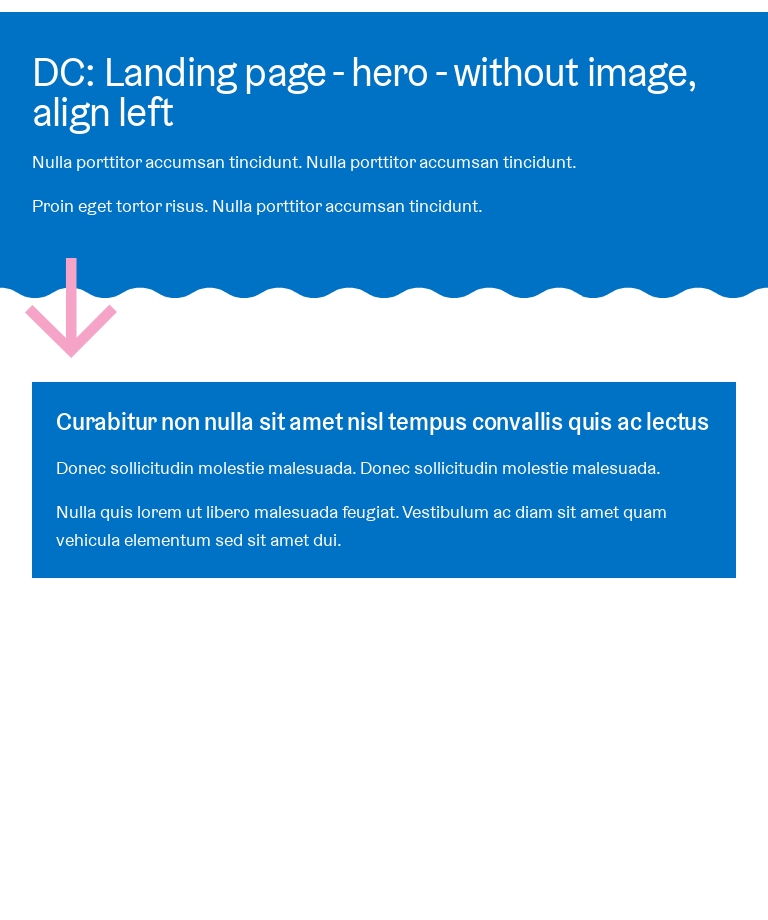 DC: Landing page - hero - without image,
align left
Nulla porttitor accumsan tincidunt. Nulla porttitor accumsan tincidunt.
Proin eget tortor risus. Nulla porttitor accumsan tincidunt.
Curabitur non nulla sit amet nisl tempus convallis quis ac lectus
Donec sollicitudin molestie malesuada. Donec sollicitudin molestie malesuada.
Nulla quis lorem ut libero malesuada feugiat. Vestibulum ac diam sit amet quam
vehicula elementum sed sit amet dui.